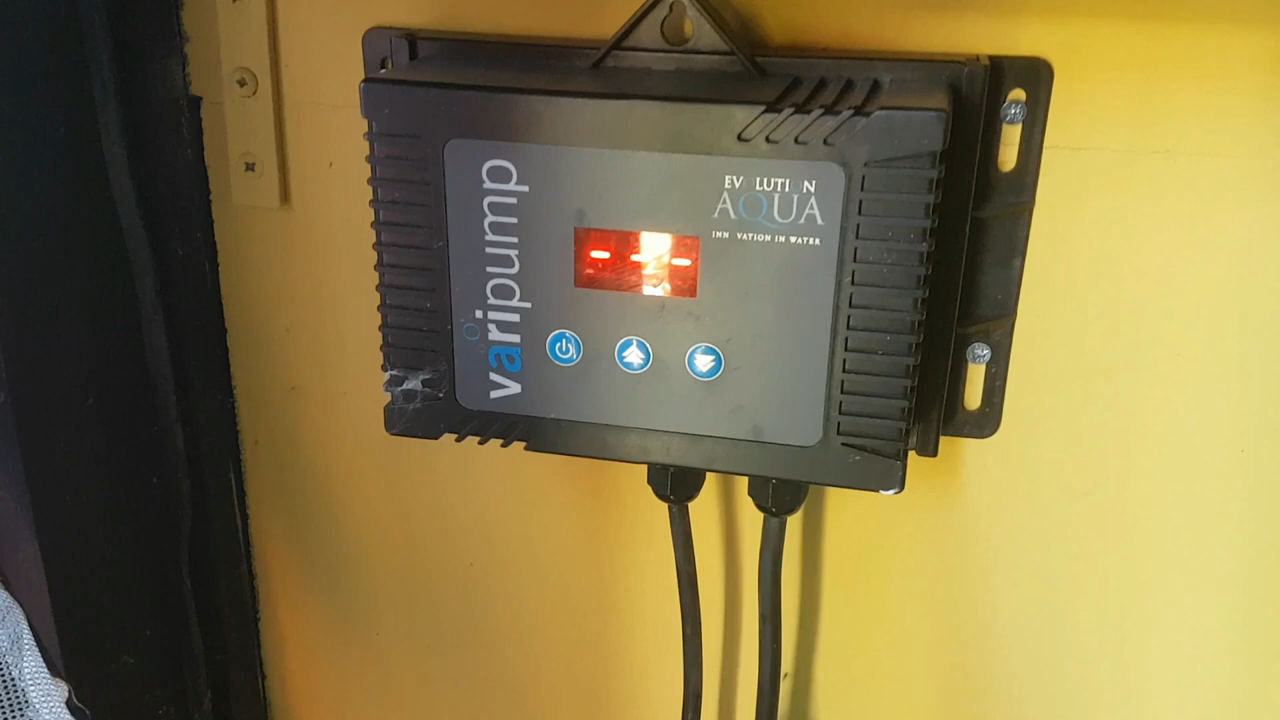 varipump
EVOLUTION
AQUA
INNOVATION IN WATER
---